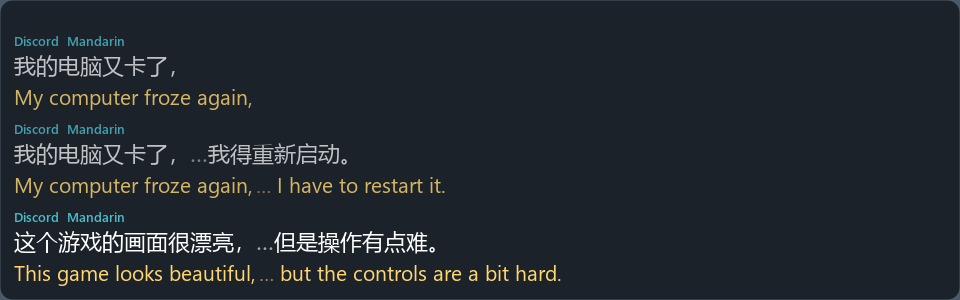 Discord Mandarin
我的电脑又卡了，
My computer froze again,
Discord Mandarin
我的电脑又卡了，…我得重新启动。
My computer froze again, … I have to restart it.
Discord Mandarin
这个游戏的画面很漂亮，…但是操作有点难。
This game looks beautiful, … but the controls are a bit hard.